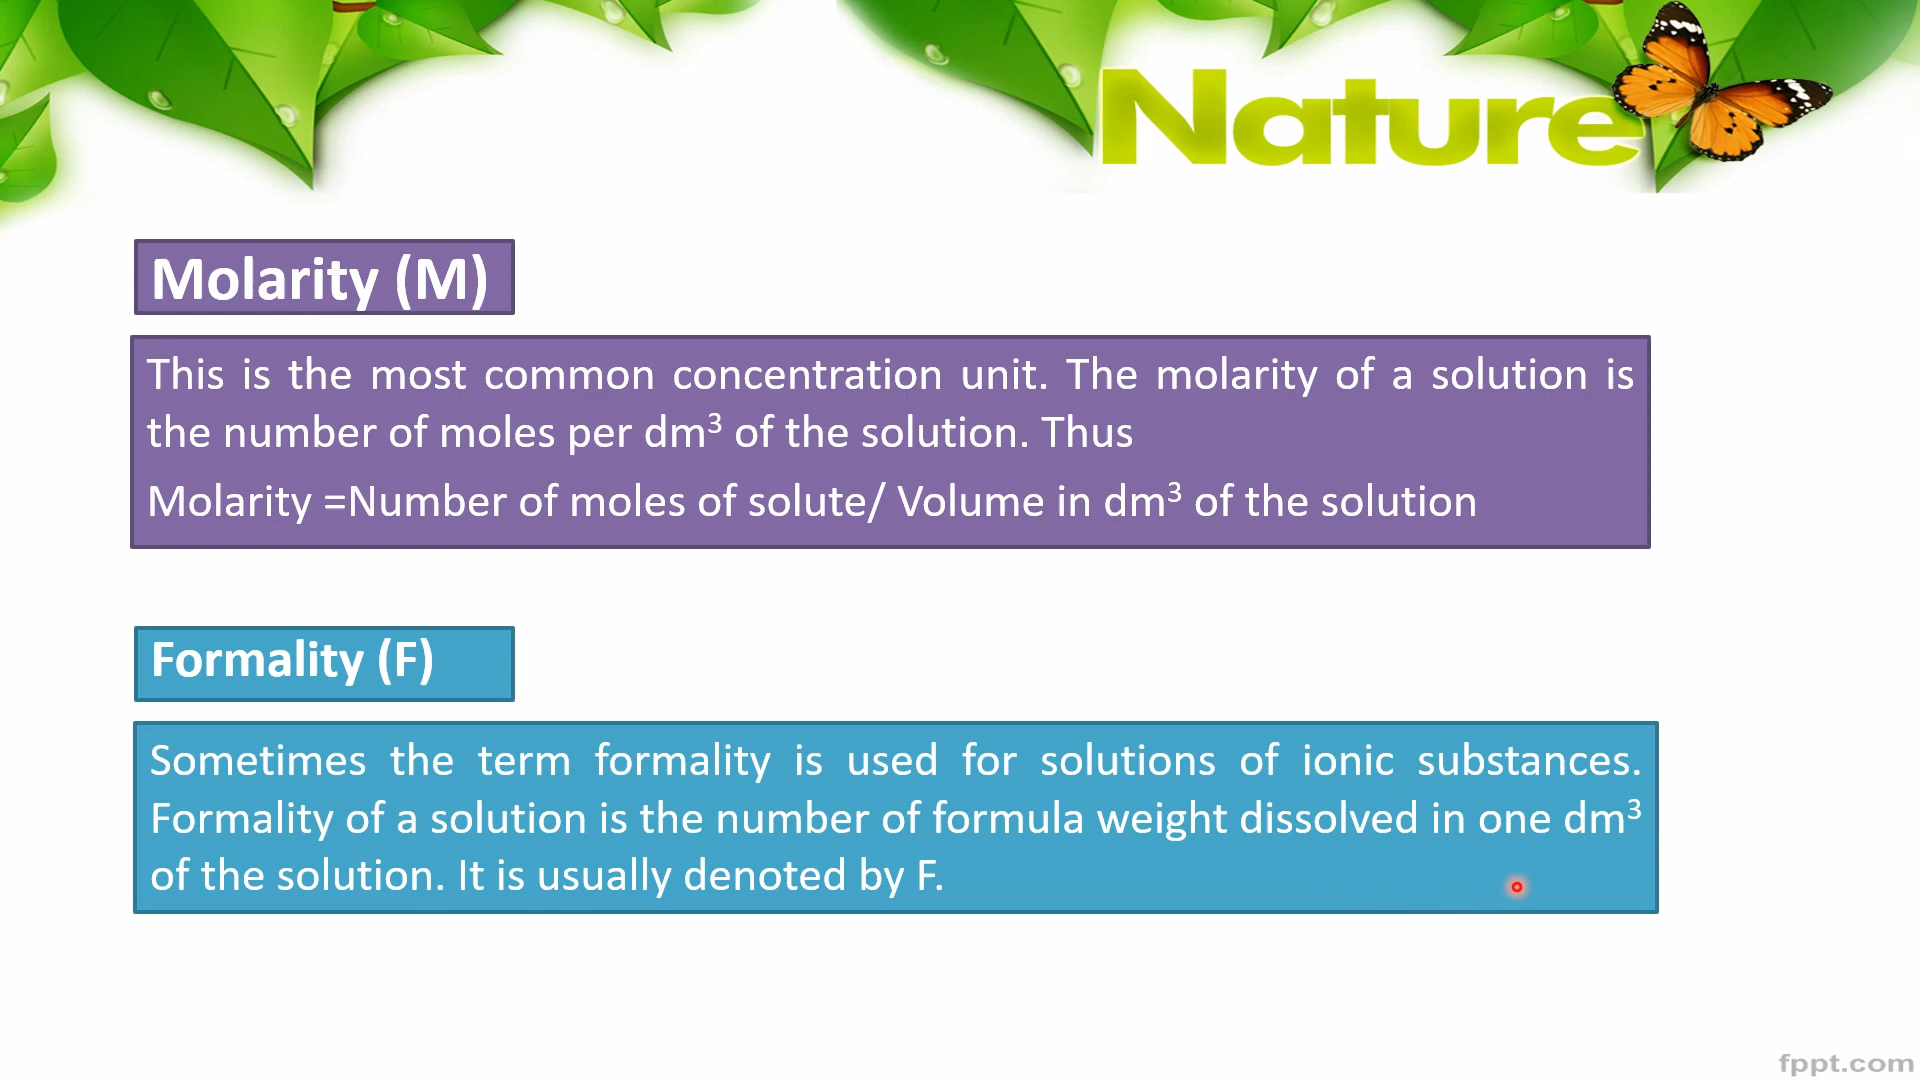 Nature
Molarity (M)
This is the most common concentration unit. The molarity of a solution is
the number of moles per dm³ of the solution. Thus
Molarity =Number of moles of solute/ Volume in dm³ of the solution
Formality (F)
Sometimes the term formality is used for solutions of ionic substances.
Formality of a solution is the number of formula weight dissolved in one dm³
of the solution. It is usually denoted by F.
fppt.com